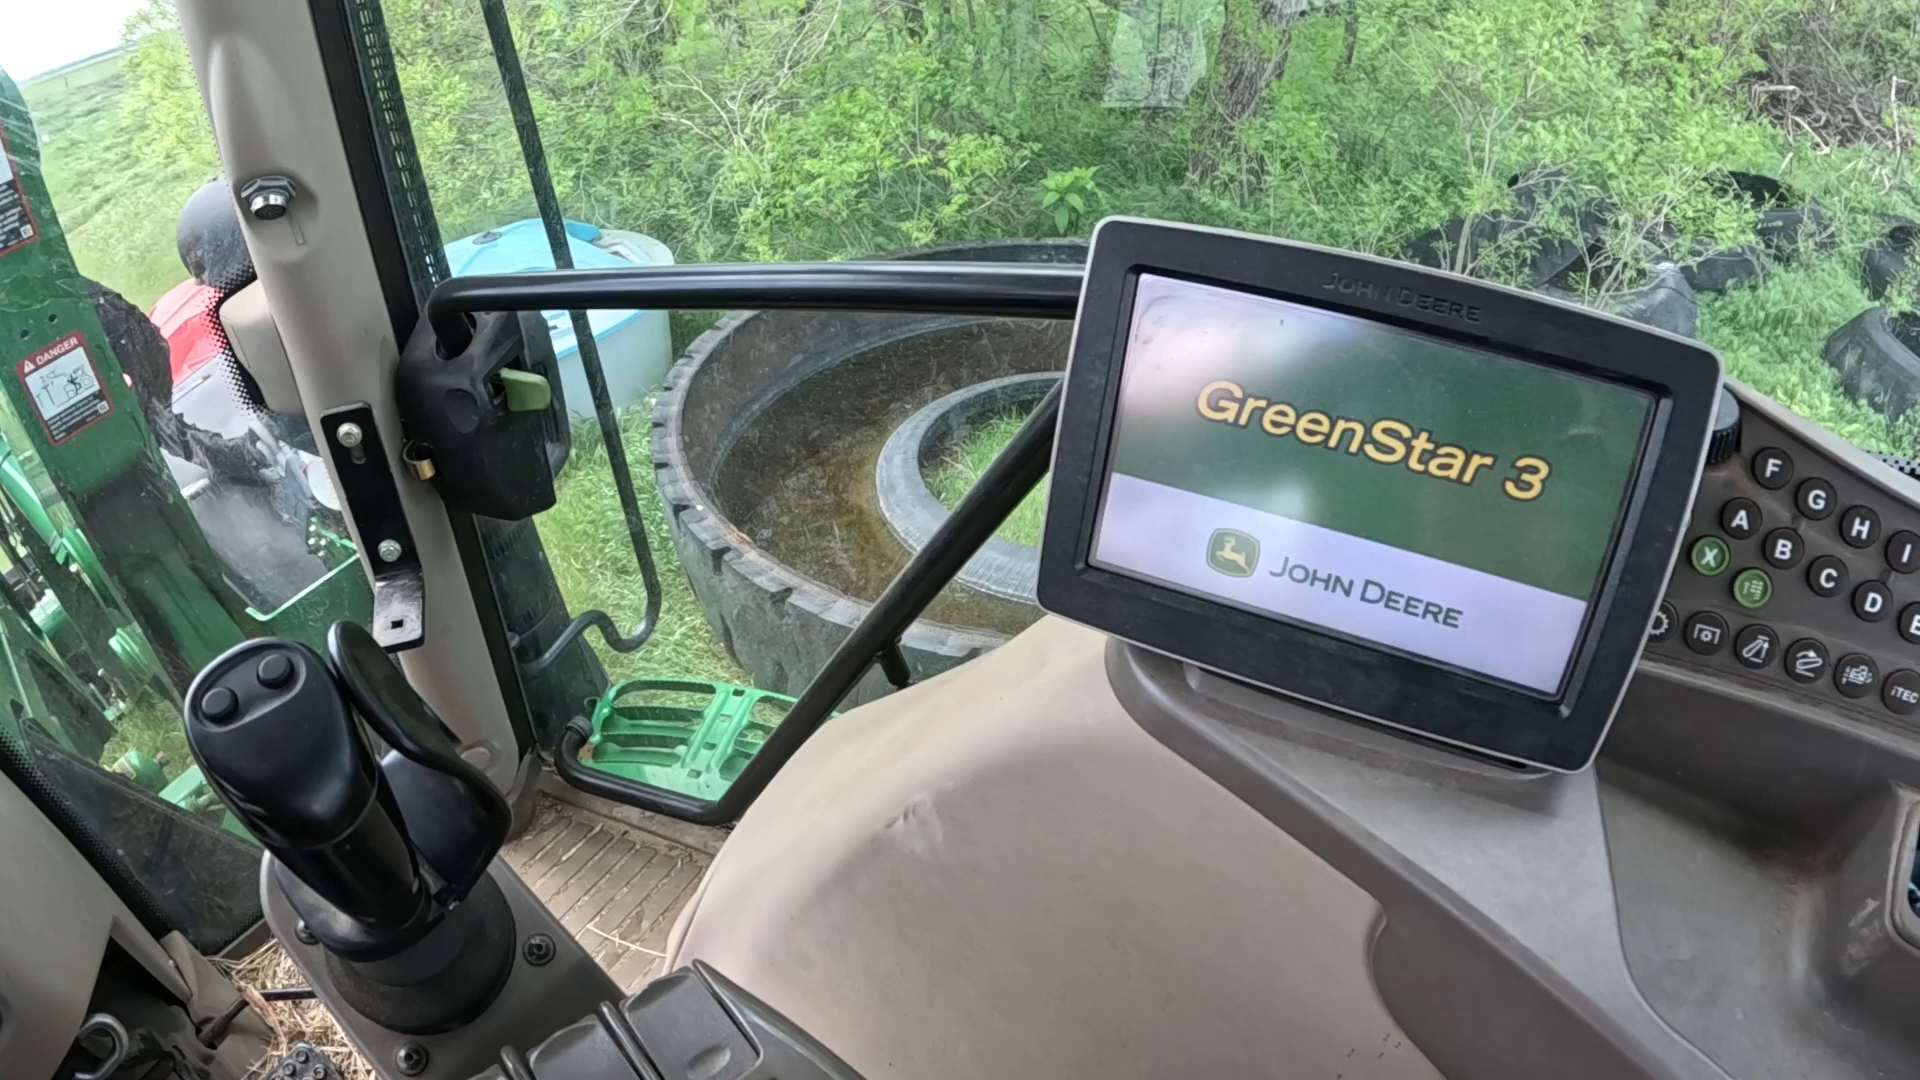 DANGER
JOHN DEERE
GreenStar 3
JOHN DEERE
F
G
H
I
A
B
C
D
E
X
iTEC